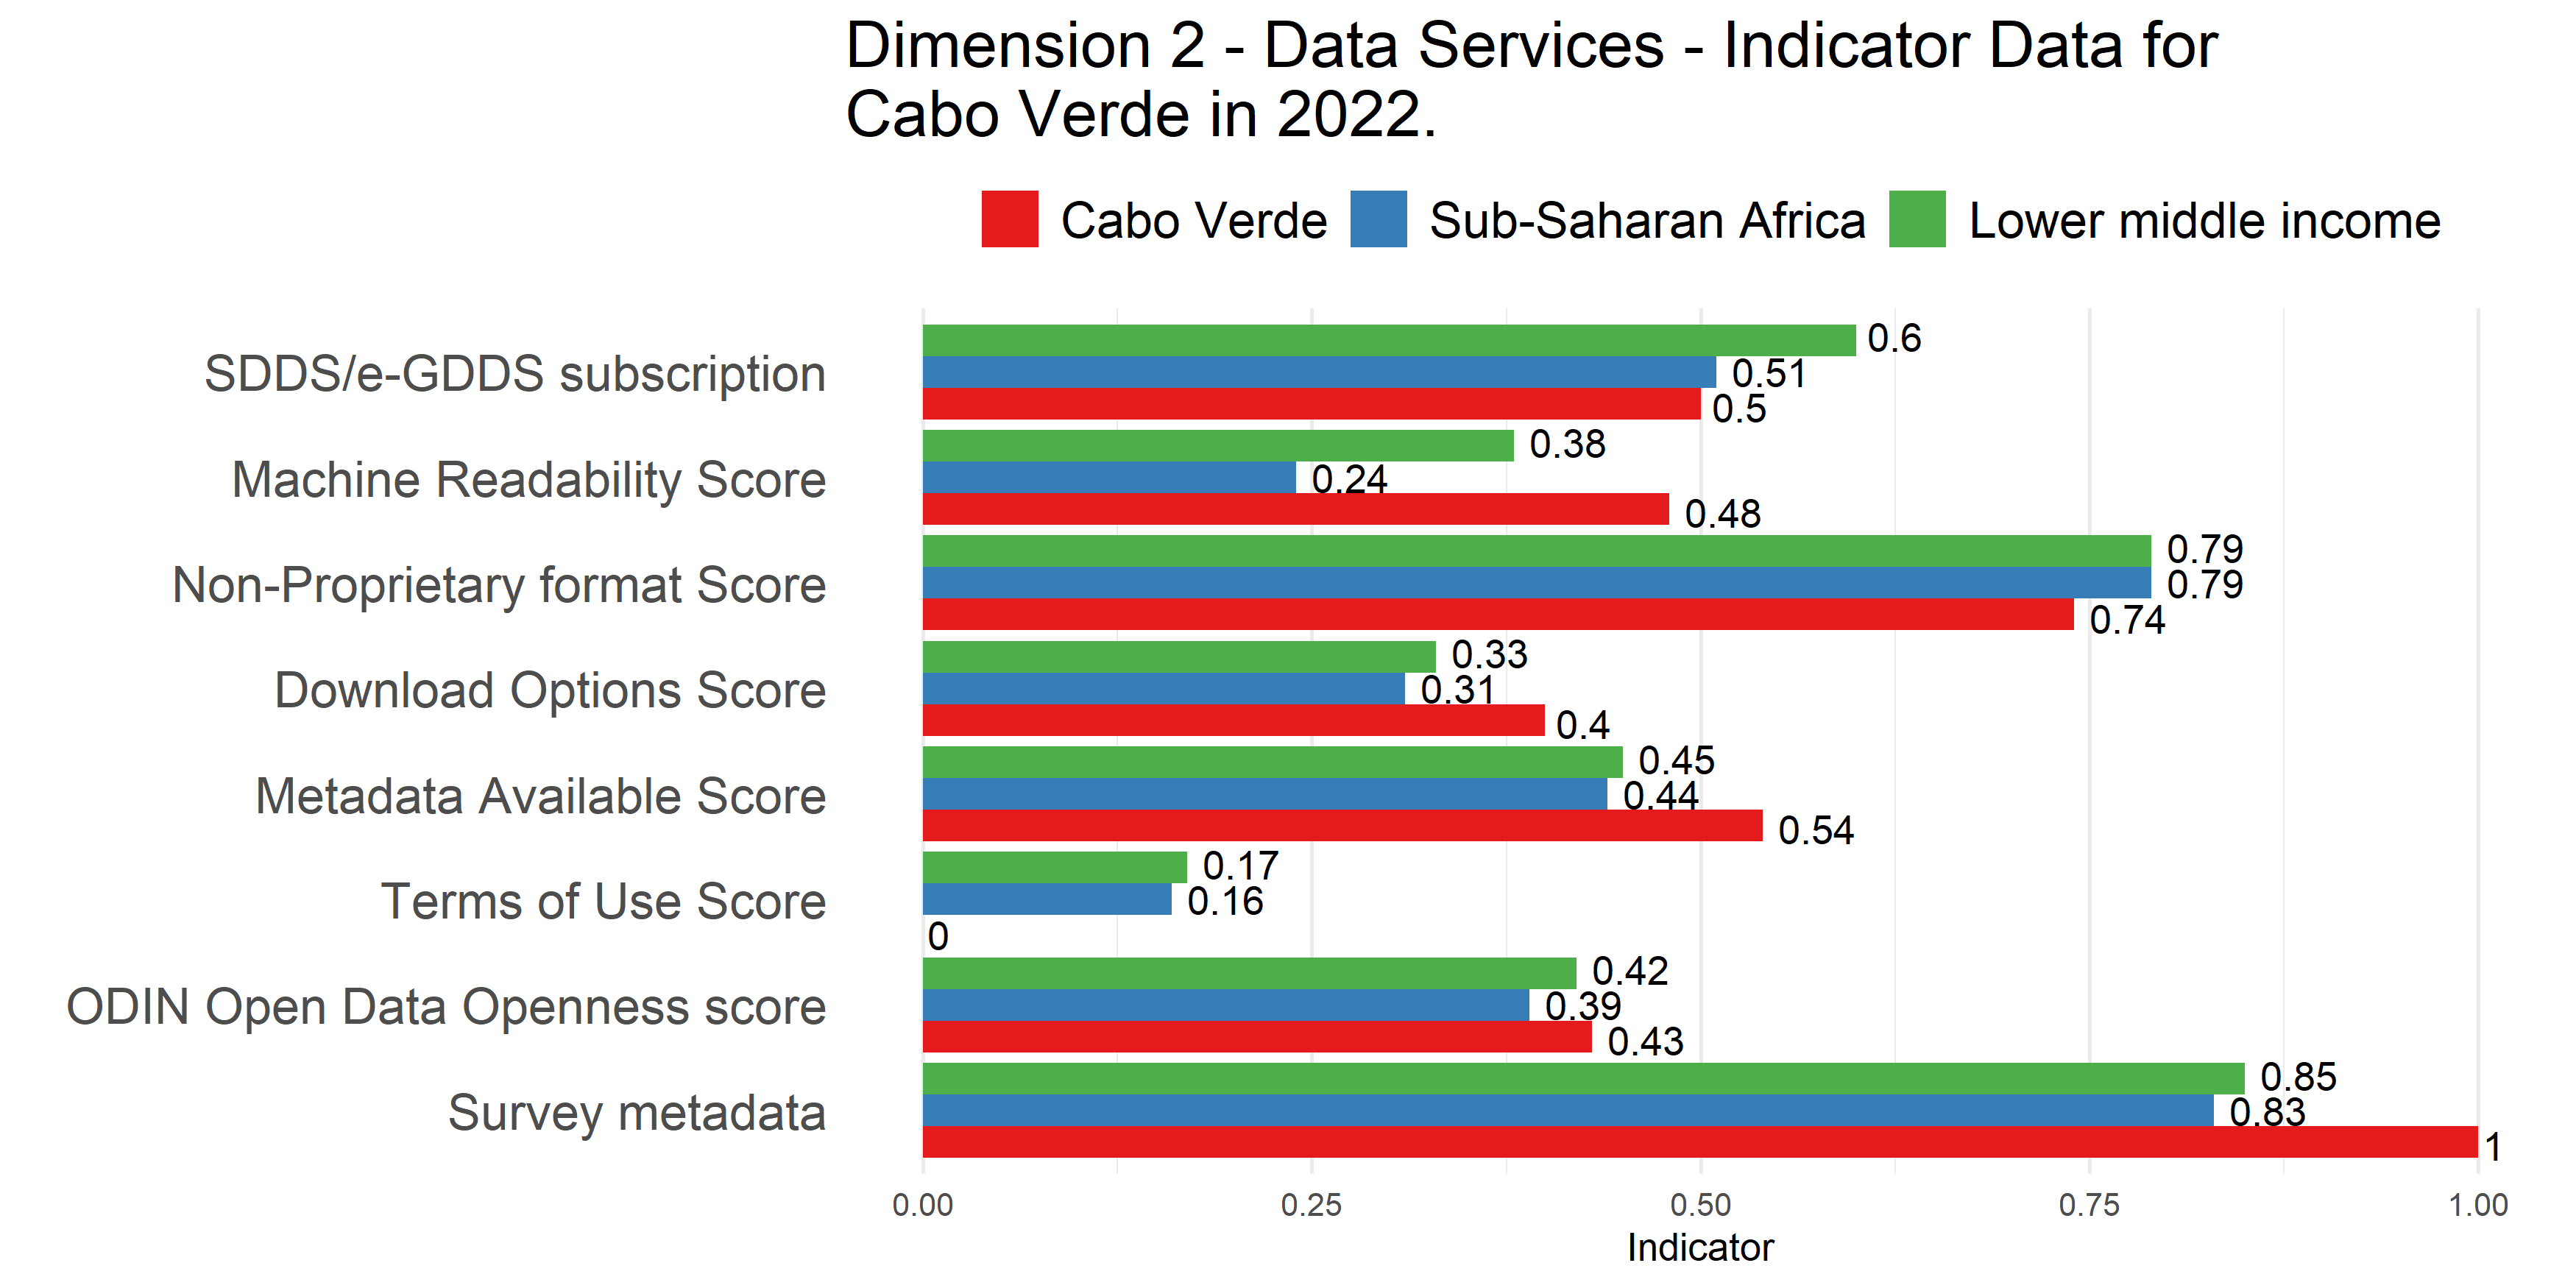 Dimension 2 - Data Services - Indicator Data for
Cabo Verde in 2022.
Cabo Verde Sub-Saharan Africa Lower middle income
SDDS/e-GDDS subscription
0.6
0.51
0.5
Machine Readability Score
0.38
0.24
0.48
Non-Proprietary format Score
0.79
0.79
0.74
Download Options Score
0.33
0.31
0.4
Metadata Available Score
0.45
0.44
0.54
Terms of Use Score
0.17
0.16
0
ODIN Open Data Openness score
0.42
0.39
0.43
Survey metadata
0.85
0.83
1
0.00 0.25 0.50 0.75 1.00
Indicator